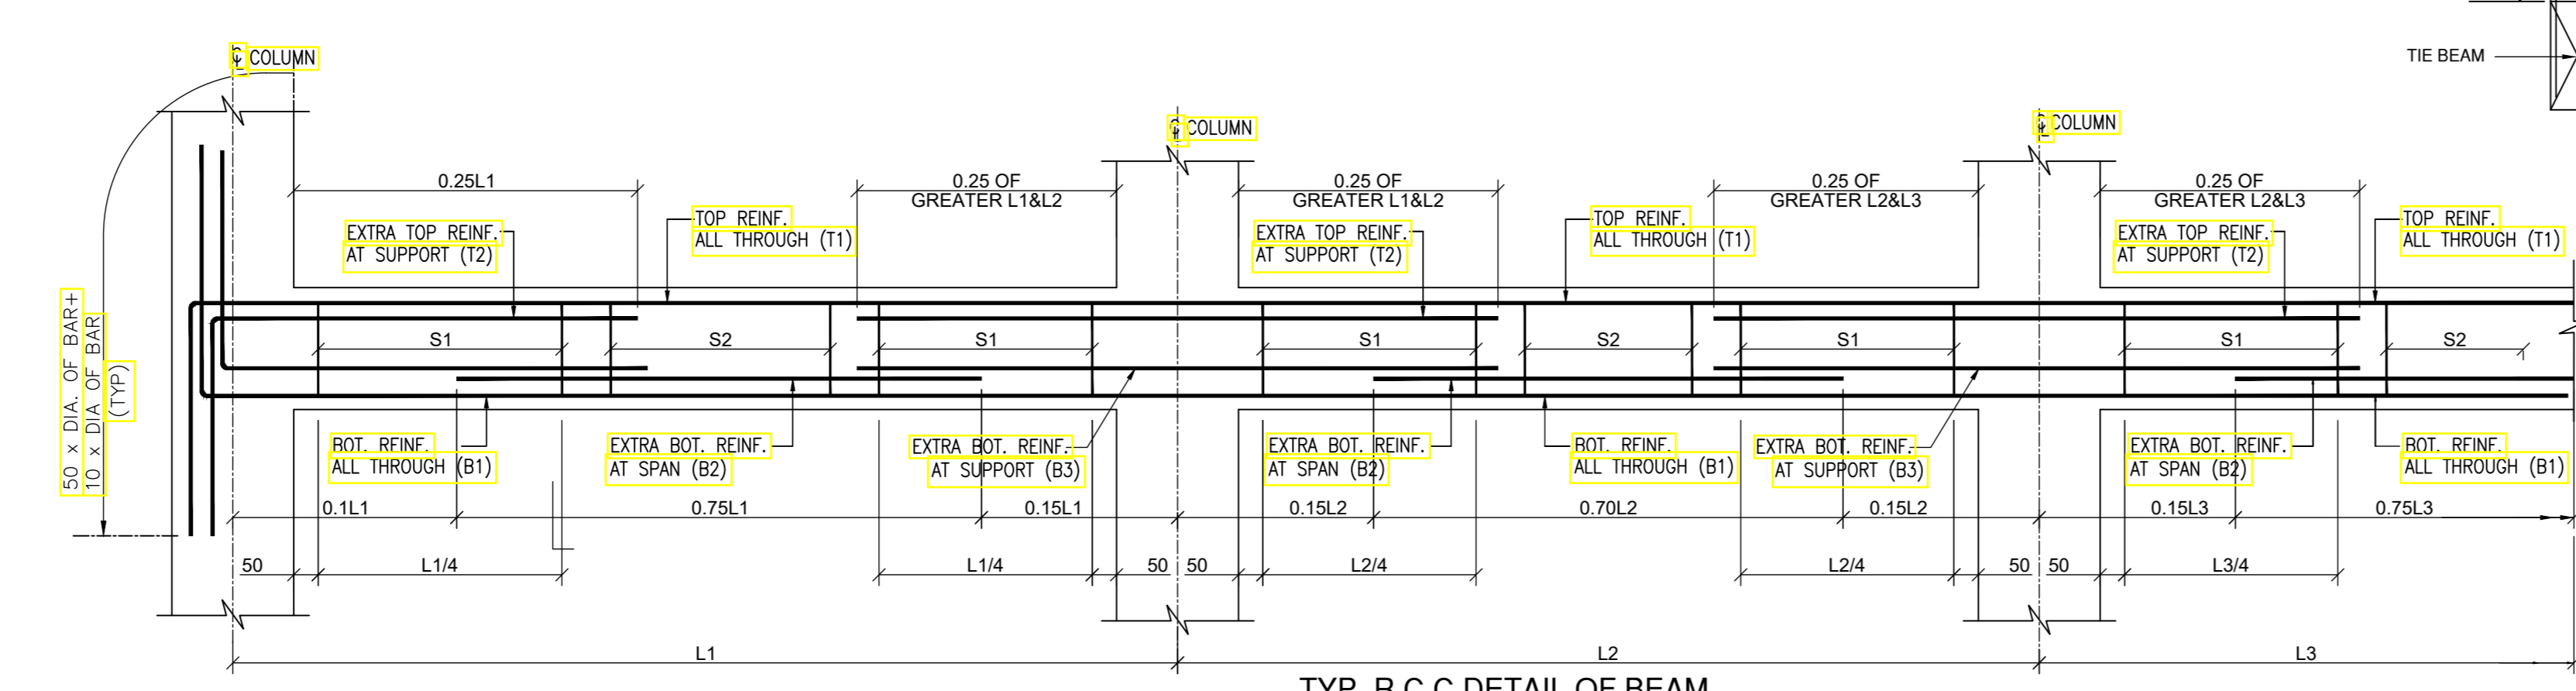 ℄ COLUMN
TIE BEAM
℄ COLUMN
℄ COLUMN
0.25L1
0.25 OF
GREATER L1&L2
0.25 OF
GREATER L1&L2
0.25 OF
GREATER L2&L3
0.25 OF
GREATER L2&L3
EXTRA TOP REINF.
AT SUPPORT (T2)
TOP REINF.
ALL THROUGH (T1)
EXTRA TOP REINF.
AT SUPPORT (T2)
TOP REINF.
ALL THROUGH (T1)
EXTRA TOP REINF.
AT SUPPORT (T2)
TOP REINF.
ALL THROUGH (T1)
50 x DIA. OF BAR+
10 x DIA OF BAR
(TYP)
S1
S2
S1
S1
S2
S1
S1
S2
BOT. REINF.
ALL THROUGH (B1)
EXTRA BOT. REINF.
AT SPAN (B2)
EXTRA BOT. REINF.
AT SUPPORT (B3)
EXTRA BOT. REINF.
AT SPAN (B2)
BOT. REINF.
ALL THROUGH (B1)
EXTRA BOT. REINF.
AT SUPPORT (B3)
EXTRA BOT. REINF.
AT SPAN (B2)
BOT. REINF.
ALL THROUGH (B1)
0.1L1
0.75L1
0.15L1
0.15L2
0.70L2
0.15L2
0.15L3
0.75L3
50
L1/4
L1/4
50
50
L2/4
L2/4
50
50
L3/4
L1
L2
L3
TYP. R.C.C DETAIL OF BEAM